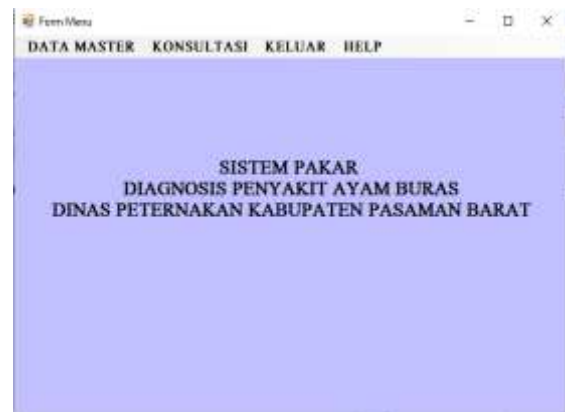 Form Menu
DATA MASTER KONSULTASI KELUAR HELP
SISTEM PAKAR
DIAGNOSIS PENYAKIT AYAM BURAS
DINAS PETERNAKAN KABUPATEN PASAMAN BARAT